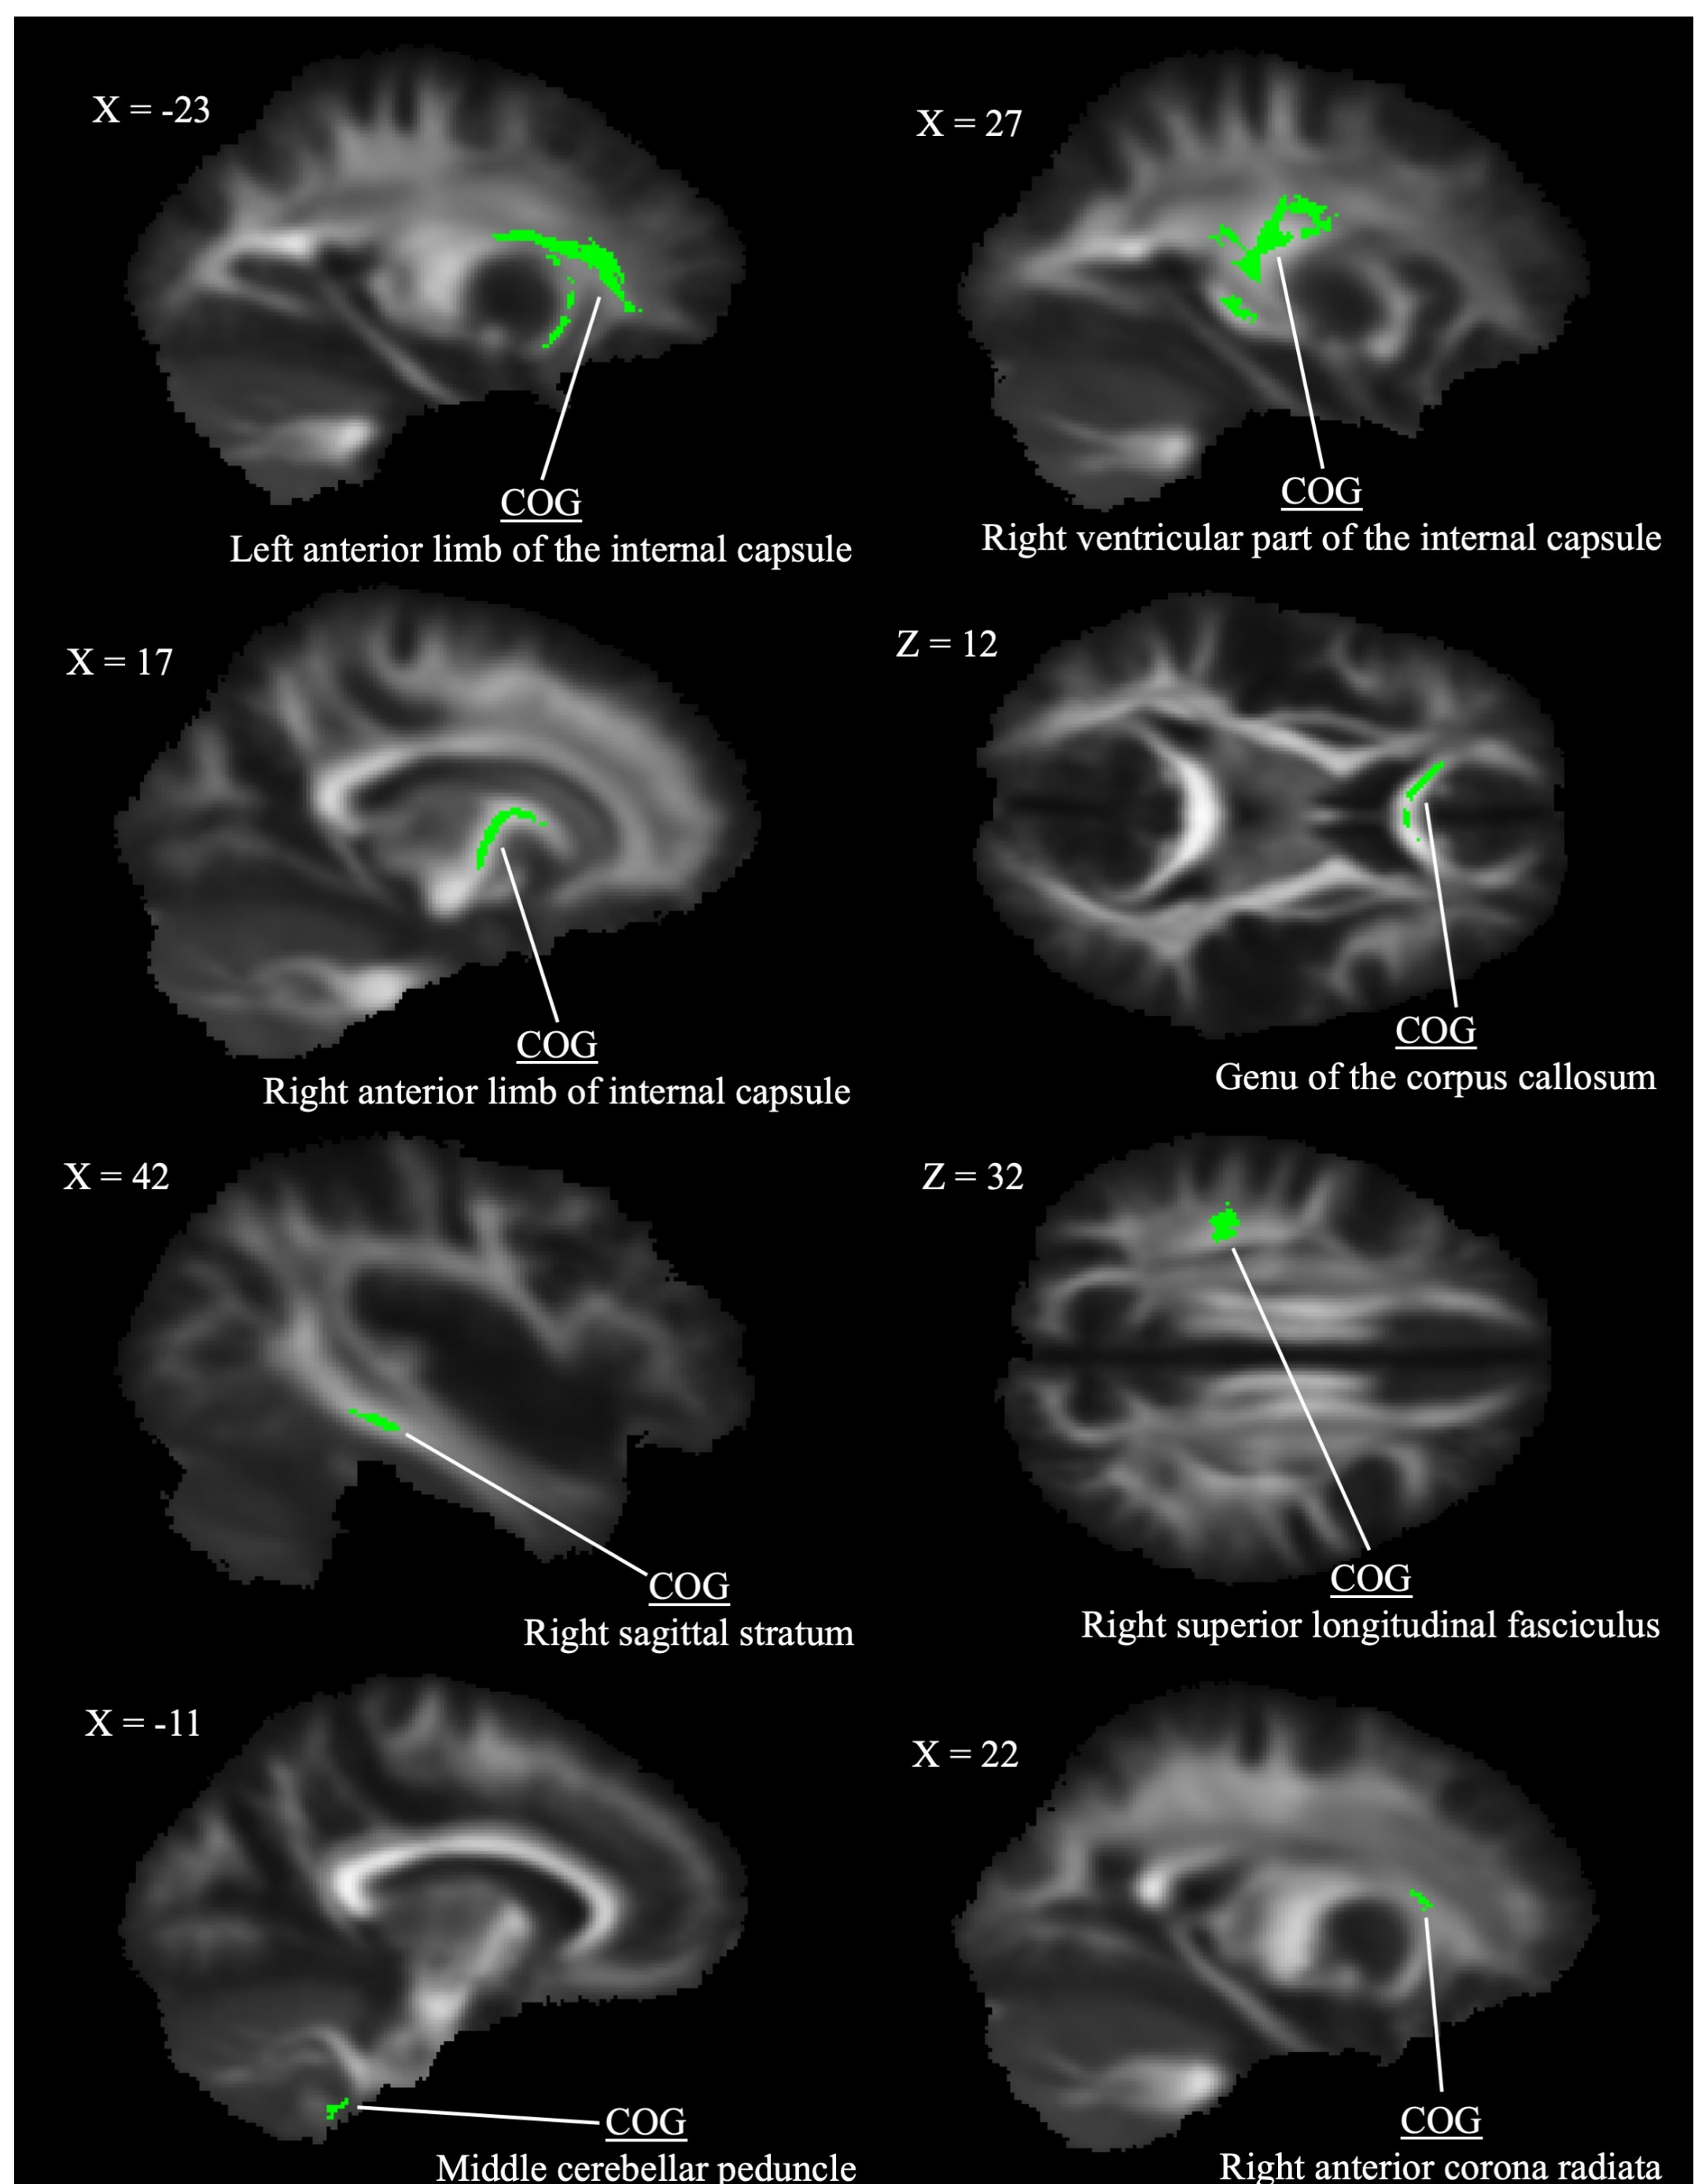 X = -23
COG
Left anterior limb of the internal capsule
X = 27
COG
Right ventricular part of the internal capsule
X = 17
COG
Right anterior limb of internal capsule
Z = 12
COG
Genu of the corpus callosum
X = 42
COG
Right sagittal stratum
Z = 32
COG
Right superior longitudinal fasciculus
X = -11
COG
Middle cerebellar peduncle
X = 22
COG
Right anterior corona radiata